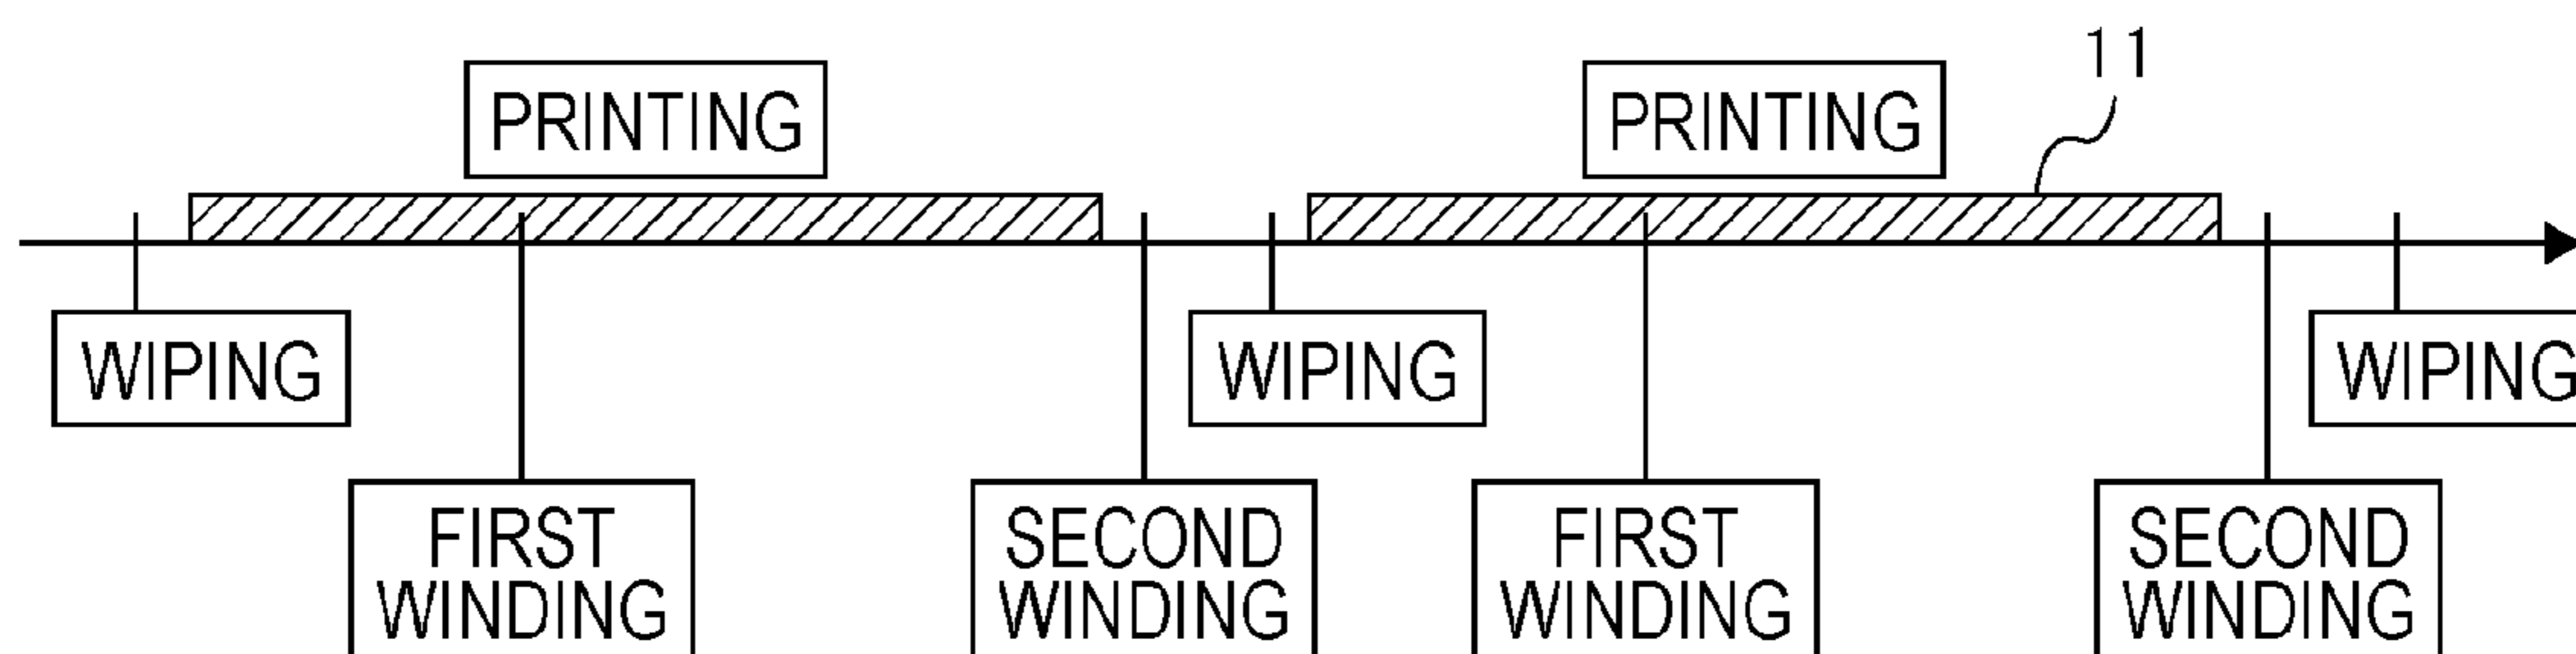 11
PRINTING
PRINTING
WIPING
WIPING
WIPING
FIRST
WINDING
SECOND
WINDING
FIRST
WINDING
SECOND
WINDING